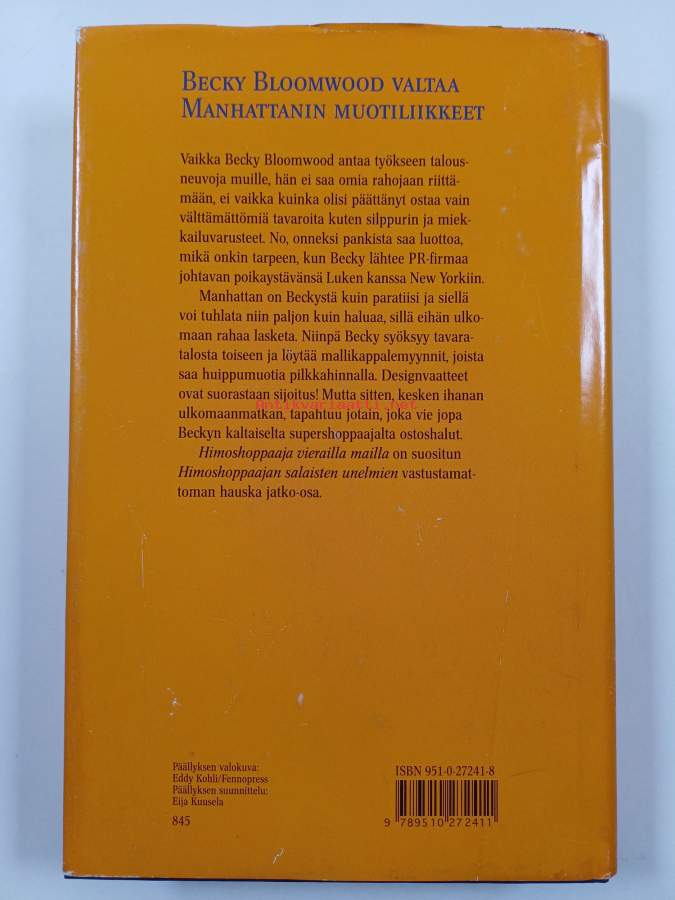 BECKY BLOOMWOOD VALTAA
MANHATTANIN MUOTILIIKKEET
Vaikka Becky Bloomwood antaa työkseen talous-
neuvoja muille, hän ei saa omia rahojaan riittä-
mään, ei vaikka kuinka olisi päättänyt ostaa vain
välttämättömiä tavaroita kuten silppurin ja miek-
kailuvarusteet. No, onneksi pankista saa luottoa,
mikä onkin tarpeen, kun Becky lähtee PR-firmaa
johtavan poikaystävänsä Luken kanssa New Yorkiin.
Manhattan on Beckystä kuin paratiisi ja siellä
voi tuhlata niin paljon kuin haluaa, sillä eihän ulko-
maan rahaa lasketa. Niinpä Becky syöksyy tavara-
talosta toiseen ja löytää mallikappalemyynnit, joista
saa huippumuotia pilkkahinnalla. Designvaatteet
ovat suorastaan sijoitus! Mutta sitten, kesken ihanan
antikvariaatti.net
ulkomaanmatkan, tapahtuu jotain, joka vie jopa
Beckyn kaltaiselta supershoppaajalta ostoshalut.
Himoshoppaaja vierailla mailla on suositun
Himoshoppaajan salaisten unelmien vastustamat-
toman hauska jatko-osa.
Päällyksen valokuva:
Eddy Kohli/Fennopress
Päällyksen suunnittelu:
Eija Kuusela
845
ISBN 951-0-27241-8
9 789510 272411